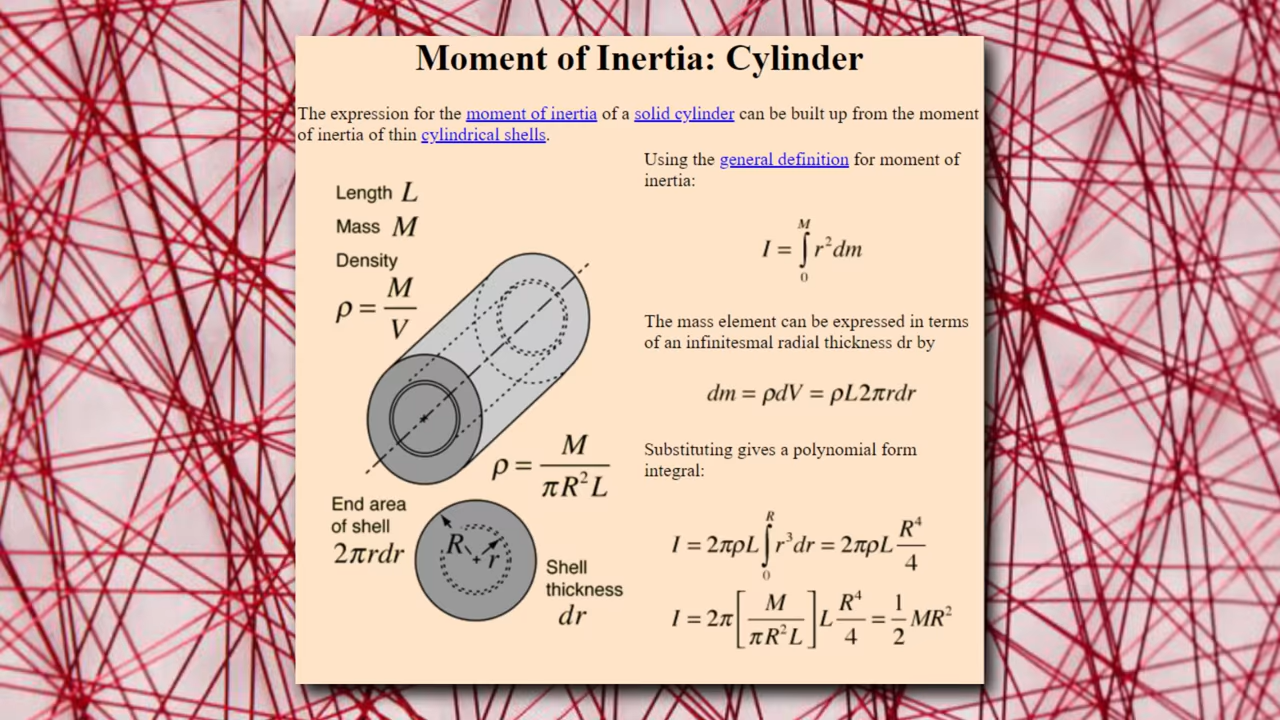 Moment of Inertia: Cylinder
The expression for the moment of inertia of a solid cylinder can be built up from the moment
of inertia of thin cylindrical shells.
Length L
Mass M
Density
ρ = M/V
ρ = M/πR²L
End area
of shell
2πrdr
R
r
Shell
thickness
dr
Using the general definition for moment of
inertia:
I = ∫₀ᴹ r²dm
The mass element can be expressed in terms
of an infinitesmal radial thickness dr by
dm = ρdV = ρL2πrdr
Substituting gives a polynomial form
integral:
I = 2πρL ∫₀ᴿ r³dr = 2πρL R⁴/4
I = 2π[M/πR²L]L R⁴/4 = 1/2 MR²